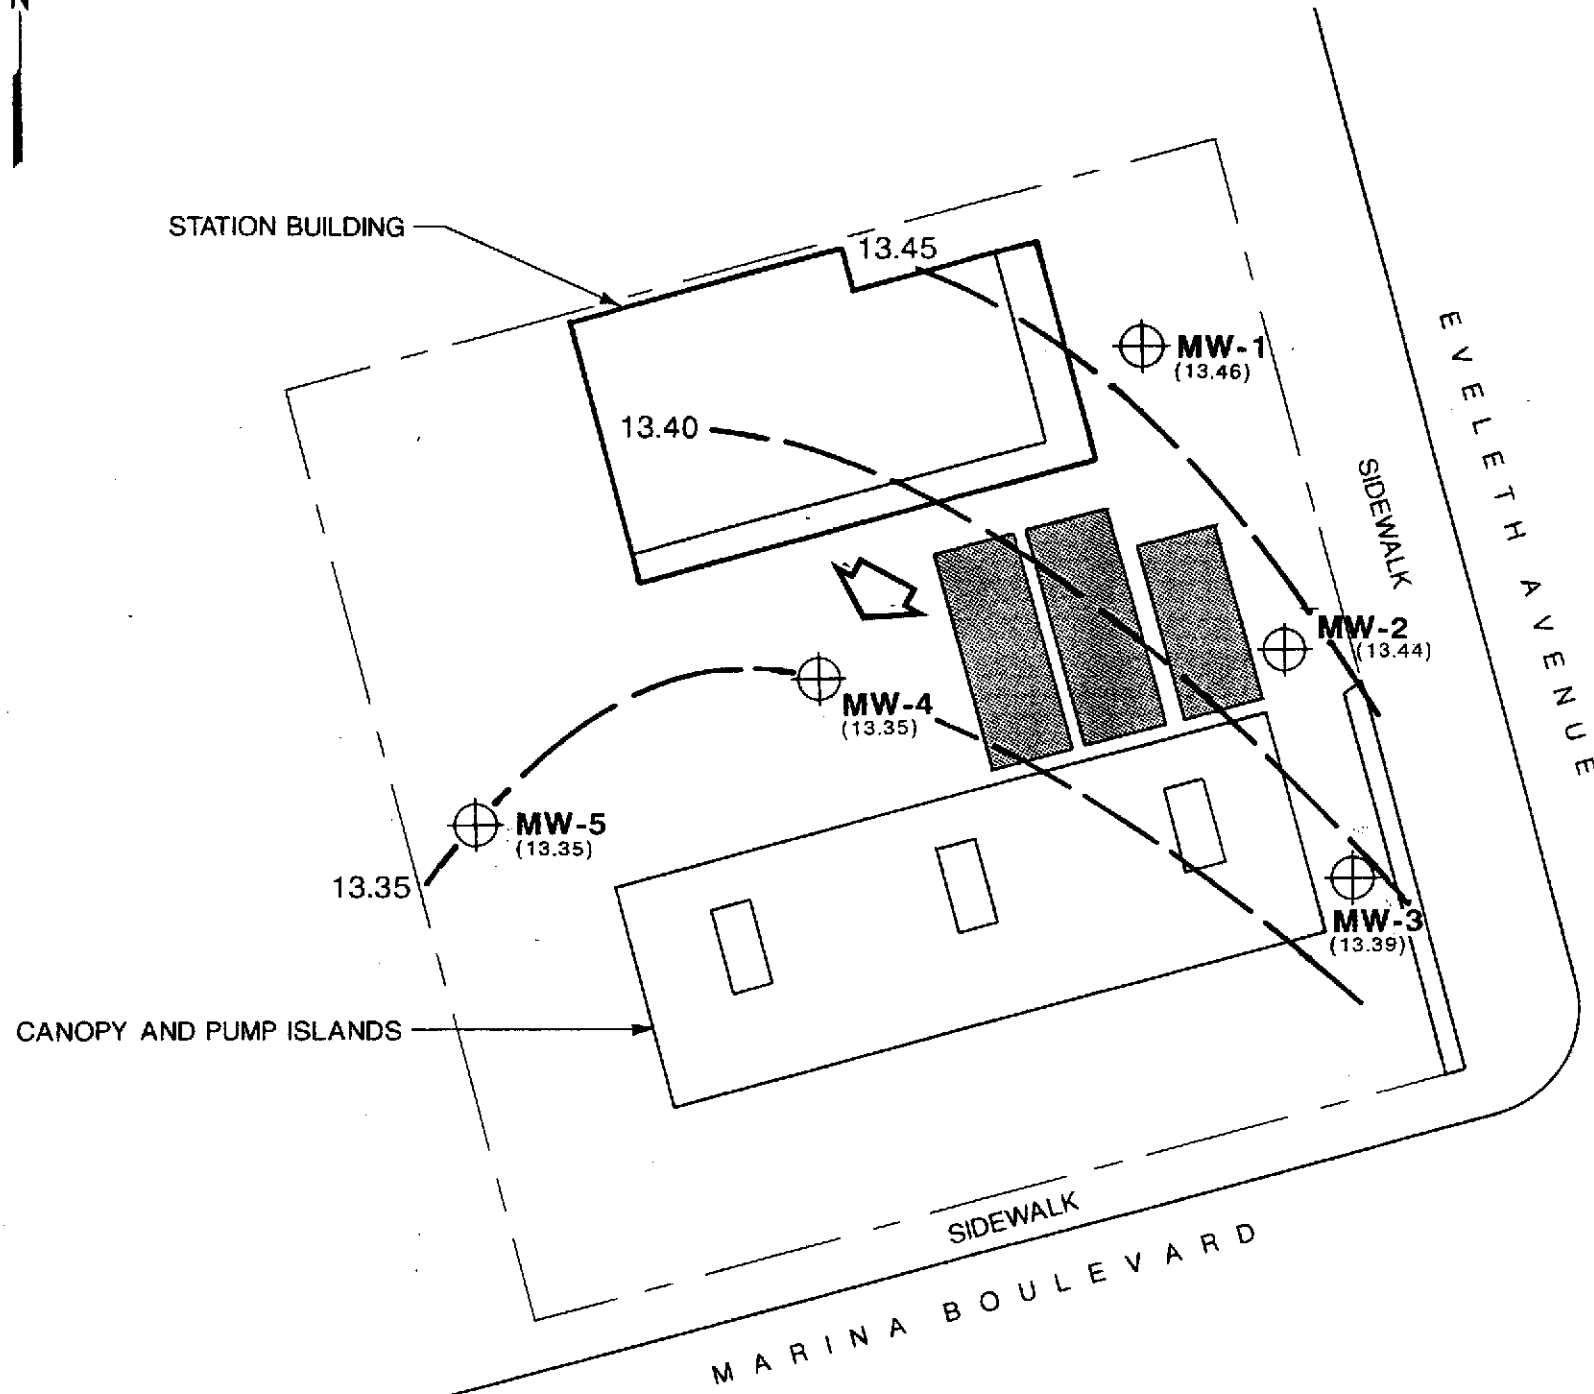 N
STATION BUILDING
13.45
MW-1
(13.46)
13.40
SIDEWALK
EVELETH AVENUE
MW-2
(13.44)
MW-4
(13.35)
MW-5
(13.35)
13.35
MW-3
(13.39)
CANOPY AND PUMP ISLANDS
SIDEWALK
MARINA BOULEVARD